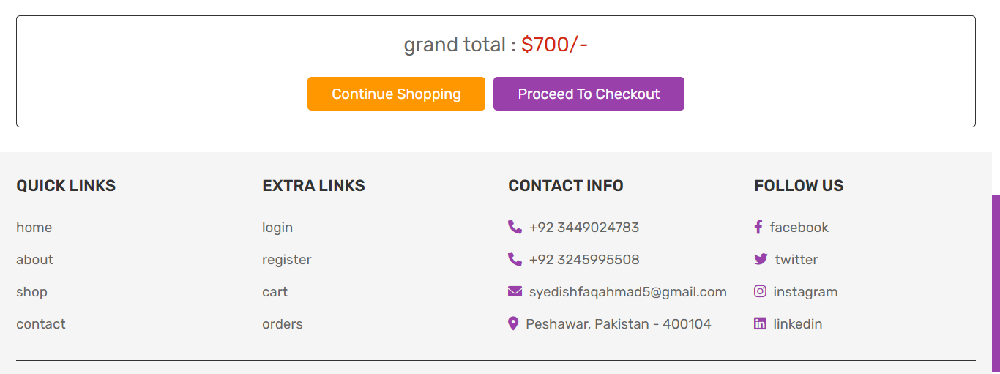 grand total : $700/-
Continue Shopping
Proceed To Checkout
QUICK LINKS
home
about
shop
contact
EXTRA LINKS
login
register
cart
orders
CONTACT INFO
+92 3449024783
+92 3245995508
syedishfaqahmad5@gmail.com
Peshawar, Pakistan - 400104
FOLLOW US
facebook
twitter
instagram
linkedin